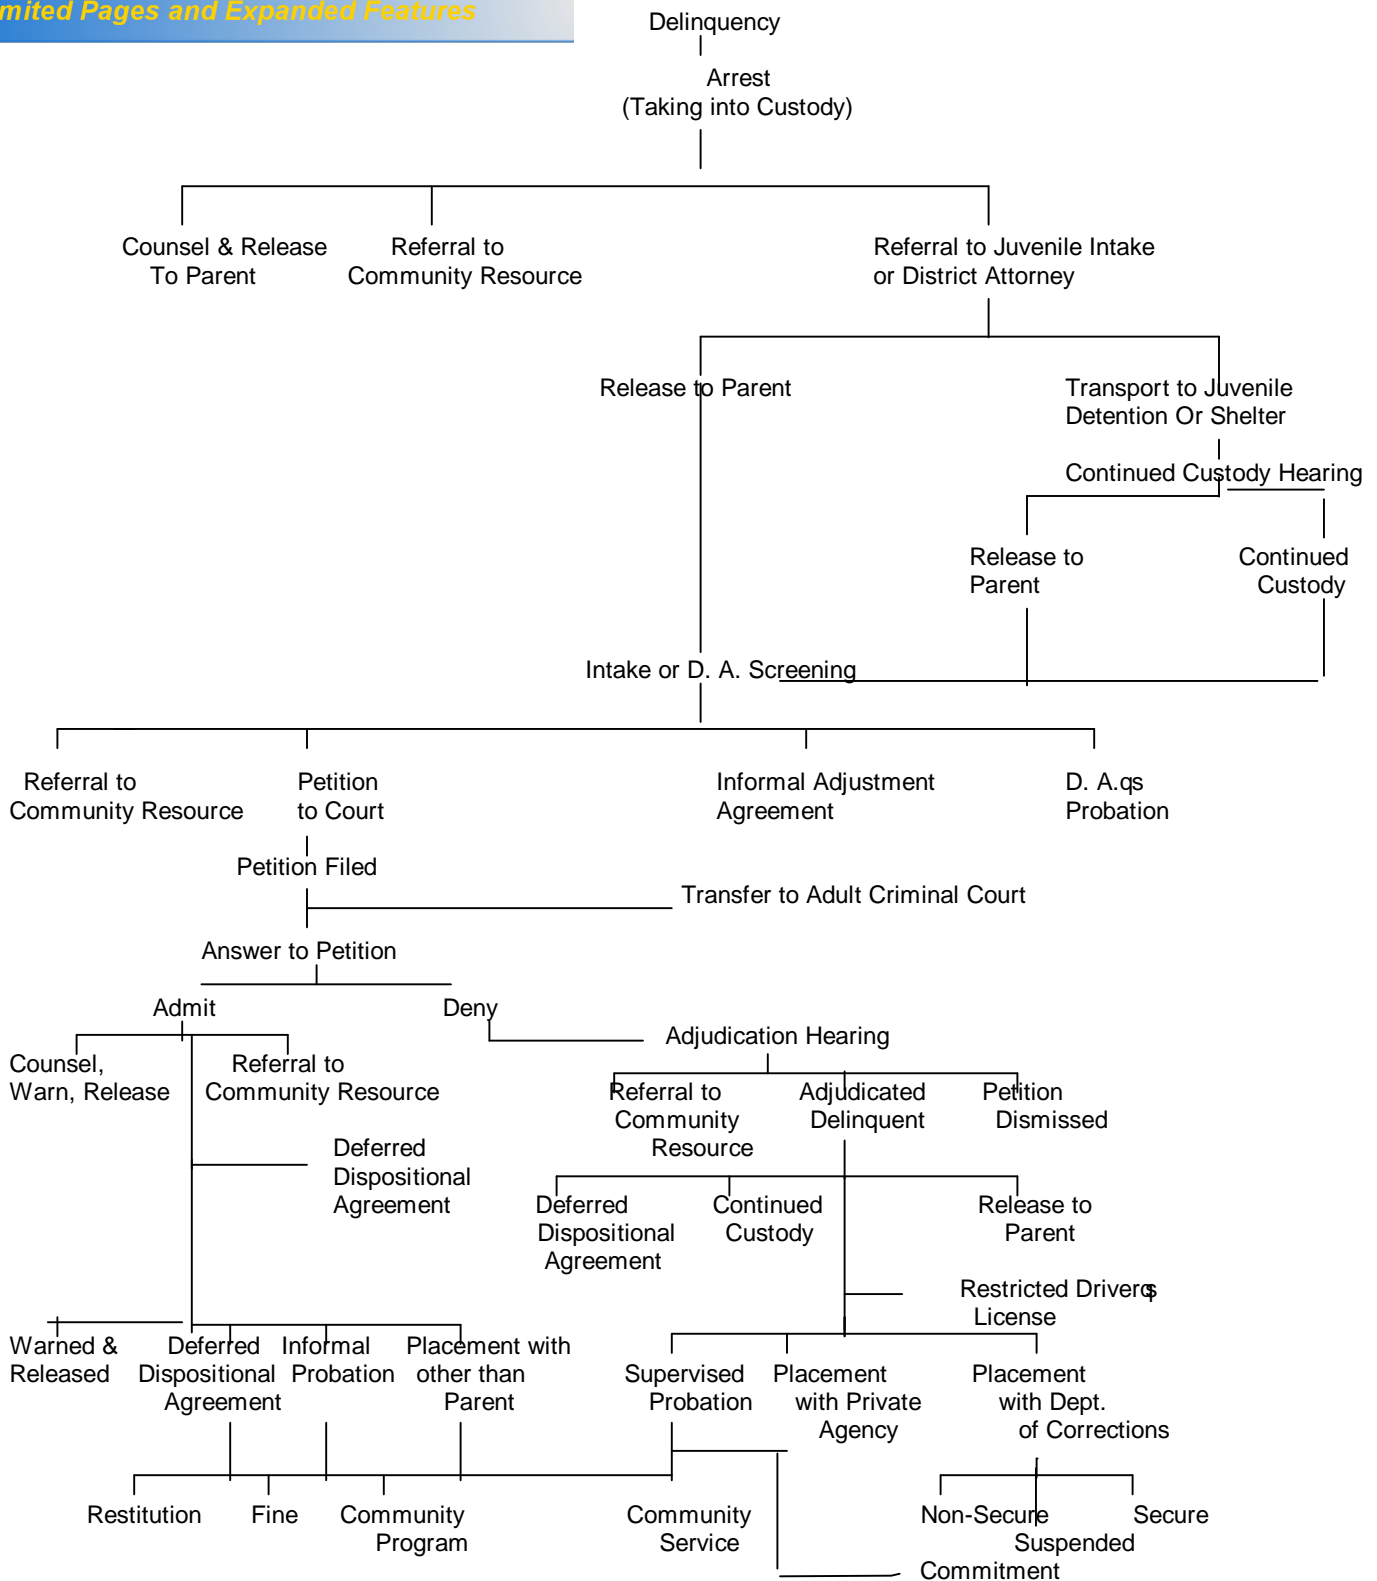 mited Pages and Expanded Features
Delinquency
Arrest
(Taking into Custody)
Counsel & Release
To Parent
Referral to
Community Resource
Referral to Juvenile Intake
or District Attorney
Release to Parent
Transport to Juvenile
Detention Or Shelter
Continued Custody Hearing
Release to
Parent
Continued
Custody
Intake or D. A. Screening
Referral to
Community Resource
Petition
to Court
Informal Adjustment
Agreement
D. A.qs
Probation
Petition Filed
Transfer to Adult Criminal Court
Answer to Petition
Admit
Deny
Adjudication Hearing
Counsel,
Warn, Release
Referral to
Community Resource
Referral to
Community
Resource
Adjudicated
Delinquent
Petition
Dismissed
Deferred
Dispositional
Agreement
Deferred
Dispositional
Agreement
Continued
Custody
Release to
Parent
Restricted Driverqs
License
Warned &
Released
Deferred
Dispositional
Agreement
Informal
Probation
Placement with
other than
Parent
Supervised
Probation
Placement
with Private
Agency
Placement
with Dept.
of Corrections
Restitution
Fine
Community
Program
Community
Service
Non-Secure
Secure
Suspended
Commitment